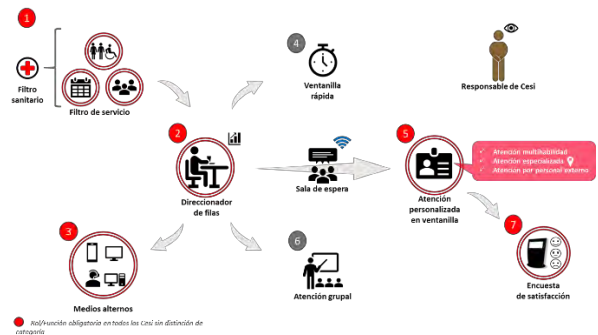 1
Filtro
sanitario
Filtro de servicio
2
Direccionador
de filas
3
Medios alternos
4
Ventanilla
rápida
Sala de espera
5
Atención
personalizada
en ventanilla
Atención multihabilidad
Atención especializada
Atención por personal externo
6
Atención grupal
7
Encuesta
de satisfacción
Responsable de Cesi
Rol/Función obligatoria en todos los Cesi sin distinción de
categoría